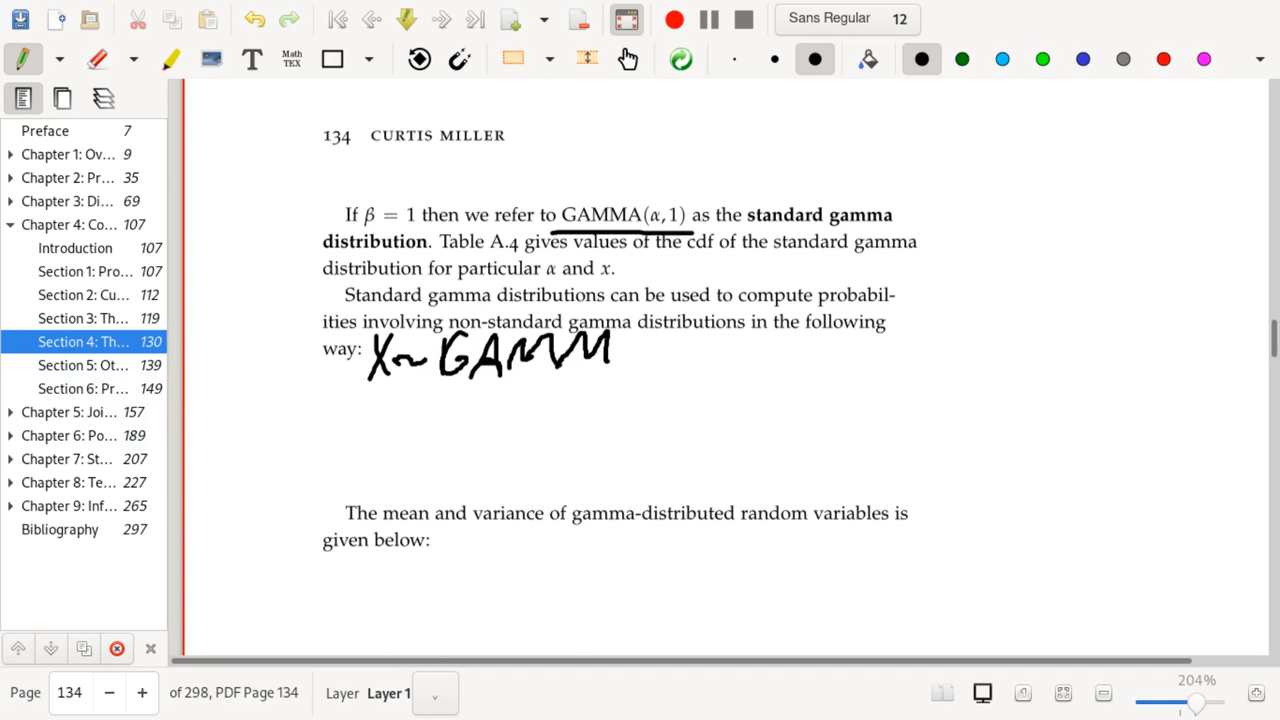 Sans Regular 12
Math
TEX
Preface 7
Chapter 1: Ov... 9
Chapter 2: Pr... 35
Chapter 3: Di... 69
Chapter 4: Co... 107
Introduction 107
Section 1: Pro... 107
Section 2: Cu... 112
Section 3: Th... 119
Section 4: Th... 130
Section 5: Ot... 139
Section 6: Pr... 149
Chapter 5: Joi... 157
Chapter 6: Po... 189
Chapter 7: St... 207
Chapter 8: Te... 227
Chapter 9: Inf... 265
Bibliography 297
134 CURTIS MILLER
If β = 1 then we refer to GAMMA(α, 1) as the standard gamma
distribution. Table A.4 gives values of the cdf of the standard gamma
distribution for particular α and x.
Standard gamma distributions can be used to compute probabil-
ities involving non-standard gamma distributions in the following
way: X~ GAMM
The mean and variance of gamma-distributed random variables is
given below:
Page 134 of 298, PDF Page 134 Layer Layer 1 204%